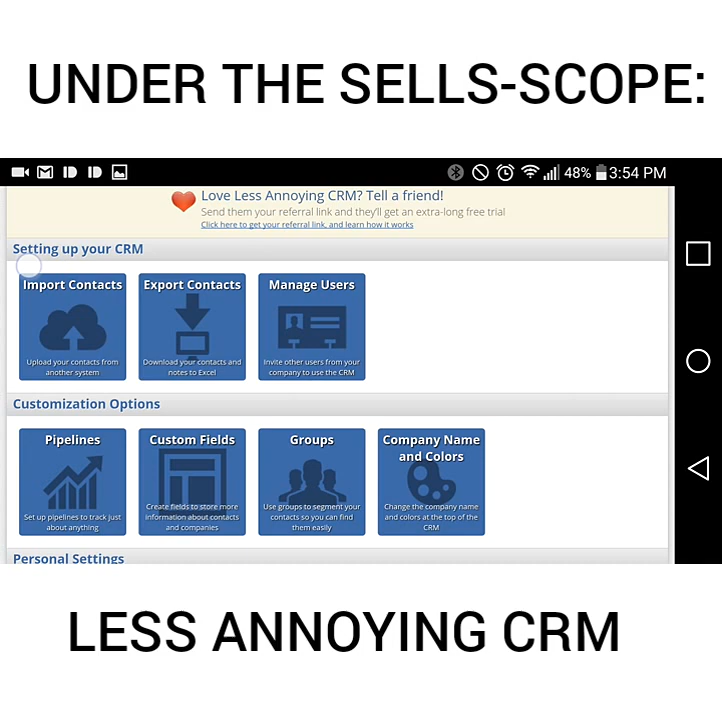 UNDER THE SELLS-SCOPE:
48% 3:54 PM
Love Less Annoying CRM? Tell a friend!
Send them your referral link and they'll get an extra-long free trial
Click here to get your referral link, and learn how it works
Setting up your CRM
Import Contacts
Upload your contacts from
another system
Export Contacts
Download your contacts and
notes to Excel
Manage Users
Invite other users from your
company to use the CRM
Customization Options
Pipelines
Set up pipelines to track just
about anything
Custom Fields
Create fields to store more
information about contacts
and companies
Groups
Use groups to segment your
contacts so you can find
them easily
Company Name
and Colors
Change the company name
and colors at the top of the
CRM
Personal Settings
LESS ANNOYING CRM